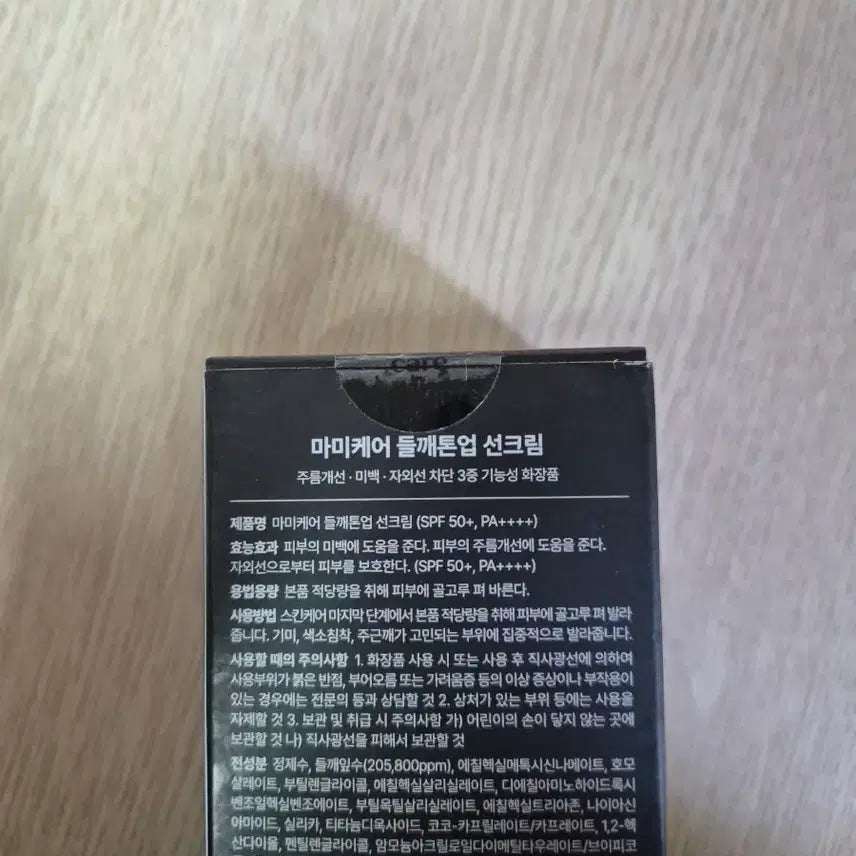 care
마미케어 들깨톤업 선크림
주름개선 · 미백 · 자외선 차단 3중 기능성 화장품
제품명 마미케어 들깨톤업 선크림 (SPF 50+, PA++++)
효능효과 피부의 미백에 도움을 준다. 피부의 주름개선에 도움을 준다.
자외선으로부터 피부를 보호한다. (SPF 50+, PA++++)
용법용량 본품 적당량을 취해 피부에 골고루 펴 바른다.
사용방법 스킨케어 마지막 단계에서 본품 적당량을 취해 피부에 골고루 펴 발라
줍니다. 기미, 색소침착, 주근깨가 고민되는 부위에 집중적으로 발라줍니다.
사용할 때의 주의사항 1. 화장품 사용 시 또는 사용 후 직사광선에 의하여
사용부위가 붉은 반점, 부어오름 또는 가려움증 등의 이상 증상이나 부작용이
있는 경우에는 전문의 등과 상담할 것 2. 상처가 있는 부위 등에는 사용을
자제할 것 3. 보관 및 취급 시 주의사항 가) 어린이의 손이 닿지 않는 곳에
보관할 것 나) 직사광선을 피해서 보관할 것
전성분 정제수, 들깨잎수(205,800ppm), 에칠헥실메톡시신나메이트, 호모
살레이트, 부틸렌글라이콜, 에칠헥실살리실레이트, 디에칠아미노하이드록시
벤조일헥실벤조에이트, 부틸옥틸살리실레이트, 에칠헥실트리아존, 나이아신
아마이드, 실리카, 티타늄디옥사이드, 코코-카프릴레이트/카프레이트, 1,2-헥
산다이올, 펜틸렌글라이콜, 암모늄아크릴로일다이메틸타우레이트/브이피코